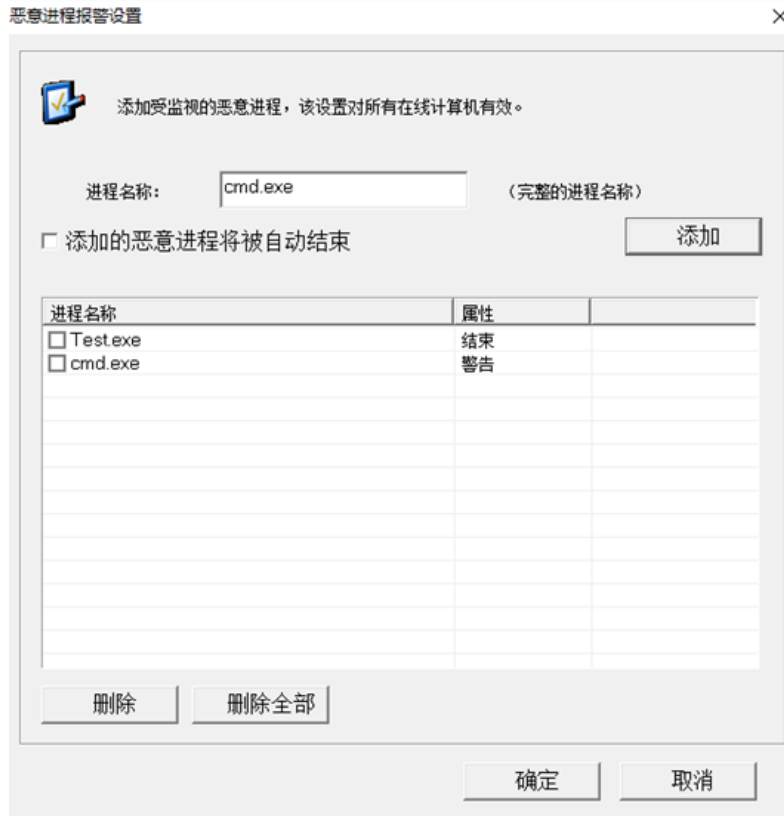 恶意进程报警设置
添加受监视的恶意进程，该设置对所有在线计算机有效。
进程名称： cmd.exe （完整的进程名称）
添加的恶意进程将被自动结束 添加
进程名称 属性
Test.exe 结束
cmd.exe 警告
删除 删除全部
确定 取消